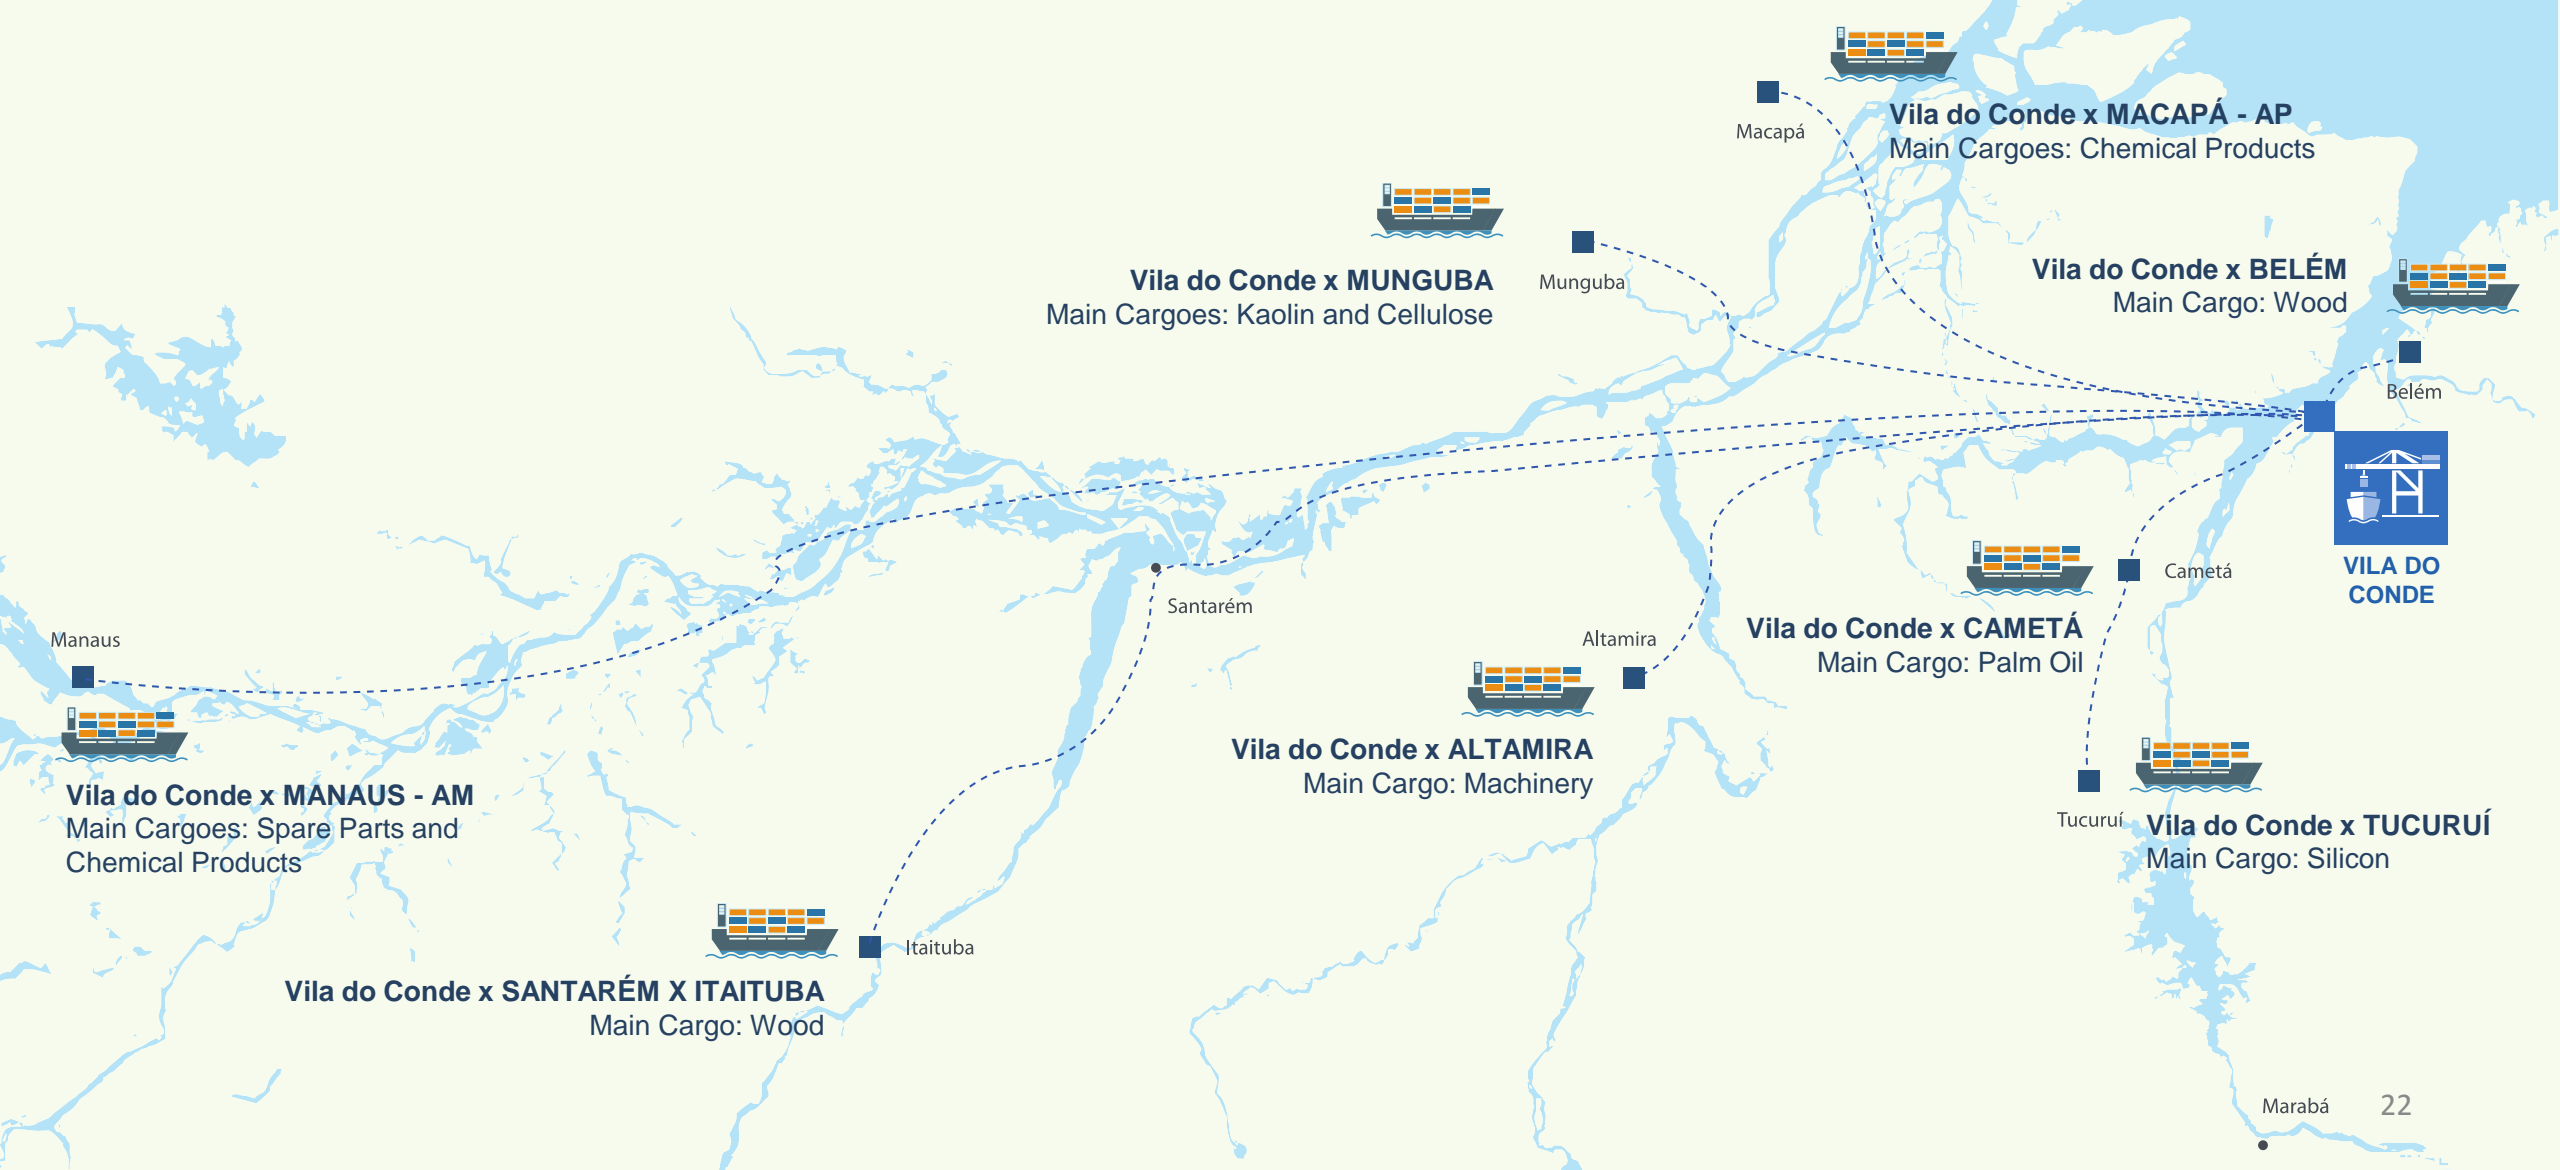 Vila do Conde x MACAPÁ - AP
Main Cargoes: Chemical Products
Macapá
Vila do Conde x MUNGUBA
Main Cargoes: Kaolin and Cellulose
Munguba
Vila do Conde x BELÉM
Main Cargo: Wood
Belém
VILA DO
CONDE
Cametá
Vila do Conde x CAMETÁ
Main Cargo: Palm Oil
Santarém
Altamira
Vila do Conde x ALTAMIRA
Main Cargo: Machinery
Manaus
Vila do Conde x MANAUS - AM
Main Cargoes: Spare Parts and
Chemical Products
Tucuruí
Vila do Conde x TUCURUÍ
Main Cargo: Silicon
Itaituba
Vila do Conde x SANTARÉM X ITAITUBA
Main Cargo: Wood
Marabá
22